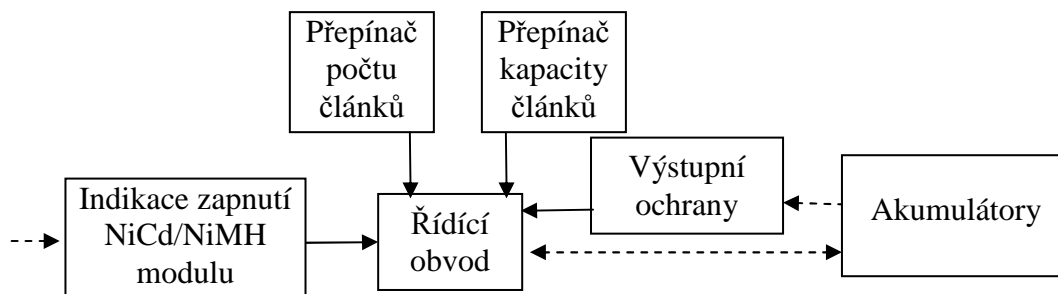 Přepínač
počtu
článků
Přepínač
kapacity
článků
Výstupní
ochrany
Akumulátory
Indikace zapnutí
NiCd/NiMH
modulu
Řídící
obvod